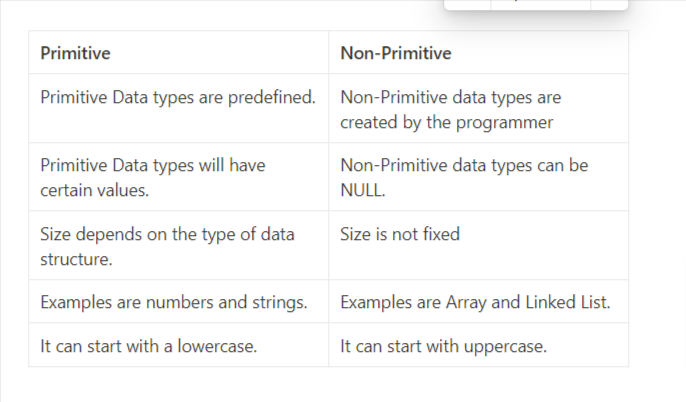 Primitive
Non-Primitive
Primitive Data types are predefined.
Non-Primitive data types are
created by the programmer
Primitive Data types will have
certain values.
Non-Primitive data types can be
NULL.
Size depends on the type of data
structure.
Size is not fixed
Examples are numbers and strings.
Examples are Array and Linked List.
It can start with a lowercase.
It can start with uppercase.